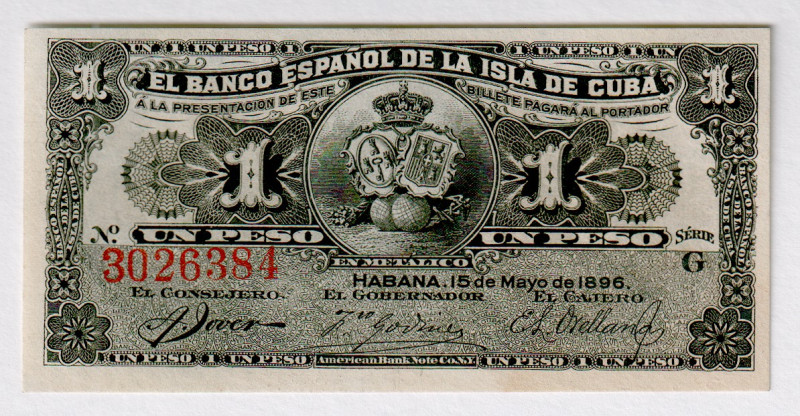 UN 1 UN PESO 1
1 UN PESO 1 UN
1
1
EL BANCO ESPAÑOL DE LA ISLA DE CUBA
Á LA PRESENTACION DE ESTE
BILLETE PAGARÁ AL PORTADOR
1
1
No.
UN PESO
UN PESO
SÉRIE
3026384
EN METÁLICO
G
HABANA. 15 de Mayo de 1896.
EL CONSEJERO.
EL GOBERNADOR
EL CAJERO
1 UN PESO 1 UN PESO
American Bank Note Co. N.Y.
UN PESO 1 UN PESO 1